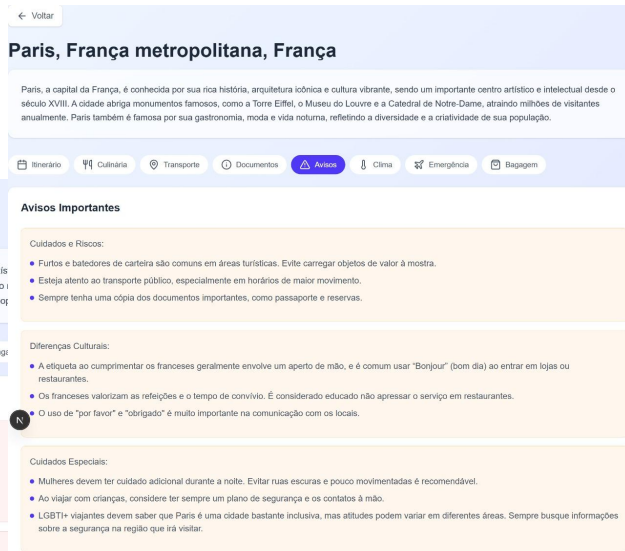 ← Voltar
Paris, França metropolitana, França
Paris, a capital da França, é conhecida por sua rica história, arquitetura icônica e cultura vibrante, sendo um importante centro artístico e intelectual desde o
século XVIII. A cidade abriga monumentos famosos, como a Torre Eiffel, o Museu do Louvre e a Catedral de Notre-Dame, atraindo milhões de visitantes
anualmente. Paris também é famosa por sua gastronomia, moda e vida noturna, refletindo a diversidade e a criatividade de sua população.
Itinerário Culinária Transporte Documentos Avisos Clima Emergência Bagagem
Avisos Importantes
Cuidados e Riscos:
Furtos e batedores de carteira são comuns em áreas turísticas. Evite carregar objetos de valor à mostra.
Esteja atento ao transporte público, especialmente em horários de maior movimento.
Sempre tenha uma cópia dos documentos importantes, como passaporte e reservas.
Diferenças Culturais:
A etiqueta ao cumprimentar os franceses geralmente envolve um aperto de mão, e é comum usar "Bonjour" (bom dia) ao entrar em lojas ou
restaurantes.
Os franceses valorizam as refeições e o tempo de convívio. É considerado educado não apressar o serviço em restaurantes.
N
O uso de "por favor" e "obrigado" é muito importante na comunicação com os locais.
Cuidados Especiais:
Mulheres devem ter cuidado adicional durante a noite. Evitar ruas escuras e pouco movimentadas é recomendável.
Ao viajar com crianças, considere ter sempre um plano de segurança e os contatos à mão.
LGBTI+ viajantes devem saber que Paris é uma cidade bastante inclusiva, mas atitudes podem variar em diferentes áreas. Sempre busque informações
sobre a segurança na região que irá visitar.